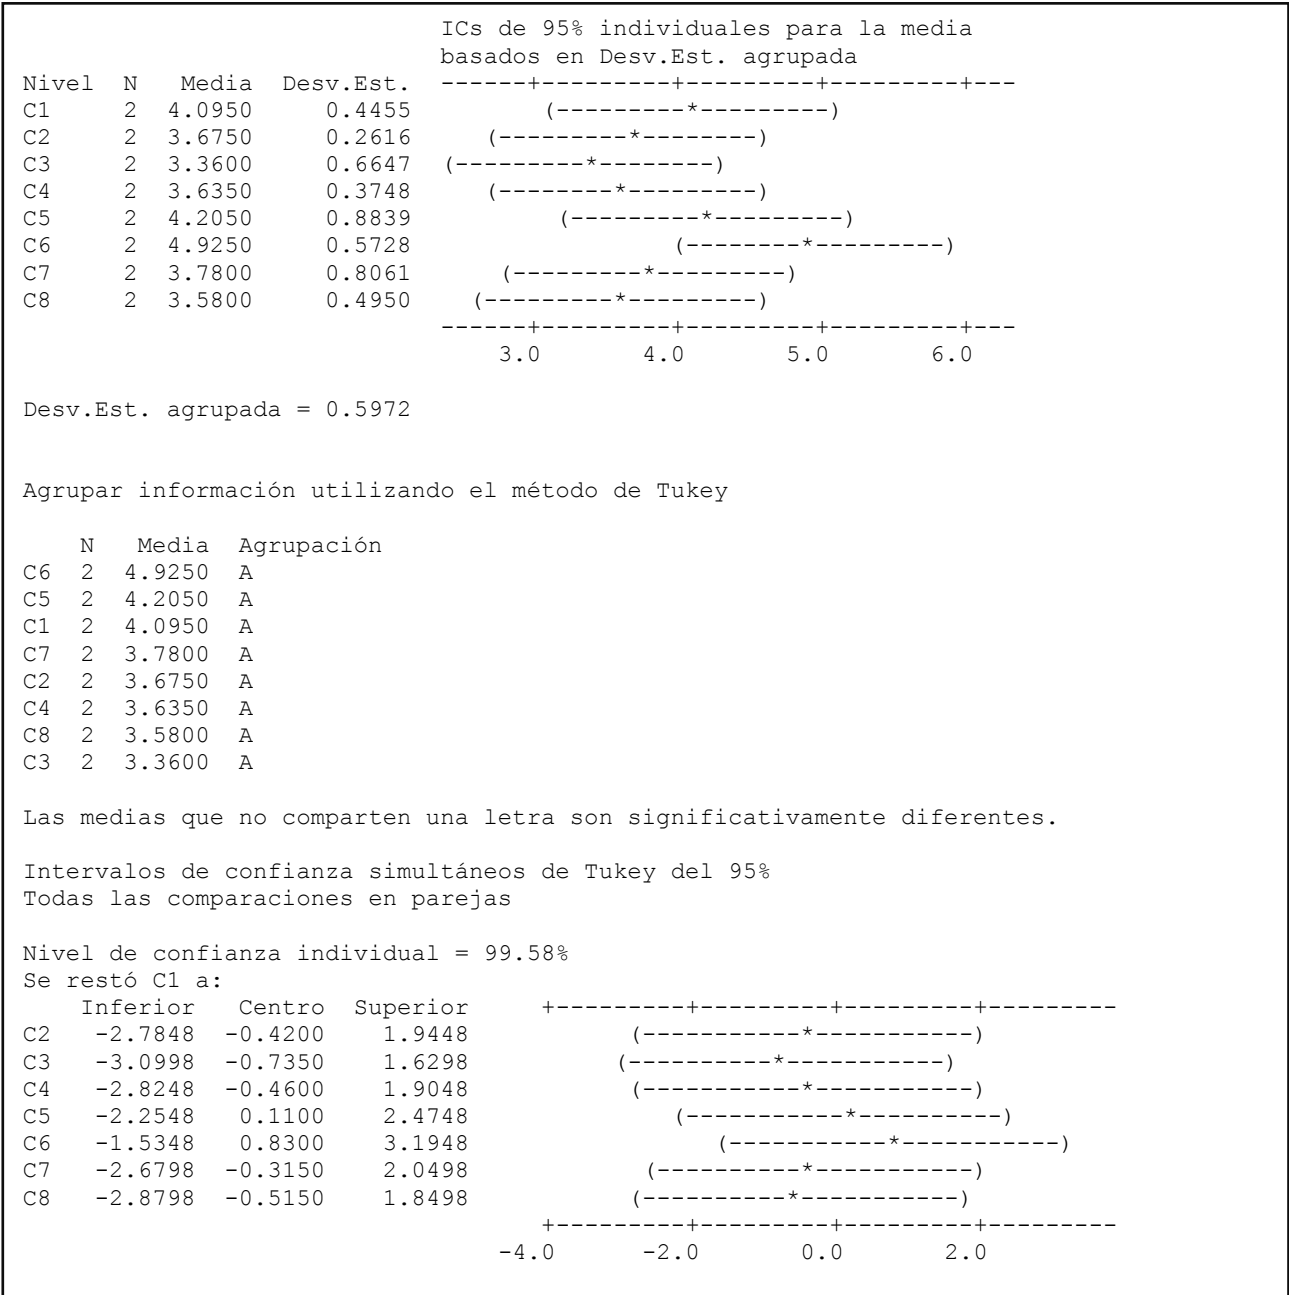 ICs de 95% individuales para la media
                             basados en Desv.Est. agrupada
Nivel  N   Media  Desv.Est.  ------+---------+---------+---------+---
C1     2  4.0950     0.4455         (---------*---------)
C2     2  3.6750     0.2616     (---------*--------)
C3     2  3.3600     0.6647  (---------*--------)
C4     2  3.6350     0.3748     (--------*---------)
C5     2  4.2050     0.8839          (---------*---------)
C6     2  4.9250     0.5728                  (--------*---------)
C7     2  3.7800     0.8061      (---------*---------)
C8     2  3.5800     0.4950    (---------*---------)
                             ------+---------+---------+---------+---
                                 3.0       4.0       5.0       6.0
Desv.Est. agrupada = 0.5972
Agrupar información utilizando el método de Tukey
    N   Media  Agrupación
C6  2  4.9250  A
C5  2  4.2050  A
C1  2  4.0950  A
C7  2  3.7800  A
C2  2  3.6750  A
C4  2  3.6350  A
C8  2  3.5800  A
C3  2  3.3600  A
Las medias que no comparten una letra son significativamente diferentes.
Intervalos de confianza simultáneos de Tukey del 95%
Todas las comparaciones en parejas
Nivel de confianza individual = 99.58%
Se restó C1 a:
    Inferior   Centro  Superior     +---------+---------+---------+---------
C2   -2.7848  -0.4200    1.9448           (-----------*-----------)
C3   -3.0998  -0.7350    1.6298          (----------*-----------)
C4   -2.8248  -0.4600    1.9048           (-----------*-----------)
C5   -2.2548   0.1100    2.4748              (-----------*----------)
C6   -1.5348   0.8300    3.1948                 (-----------*-----------)
C7   -2.6798  -0.3150    2.0498            (----------*-----------)
C8   -2.8798  -0.5150    1.8498           (----------*-----------)
                                    +---------+---------+---------+---------
                                 -4.0      -2.0       0.0       2.0